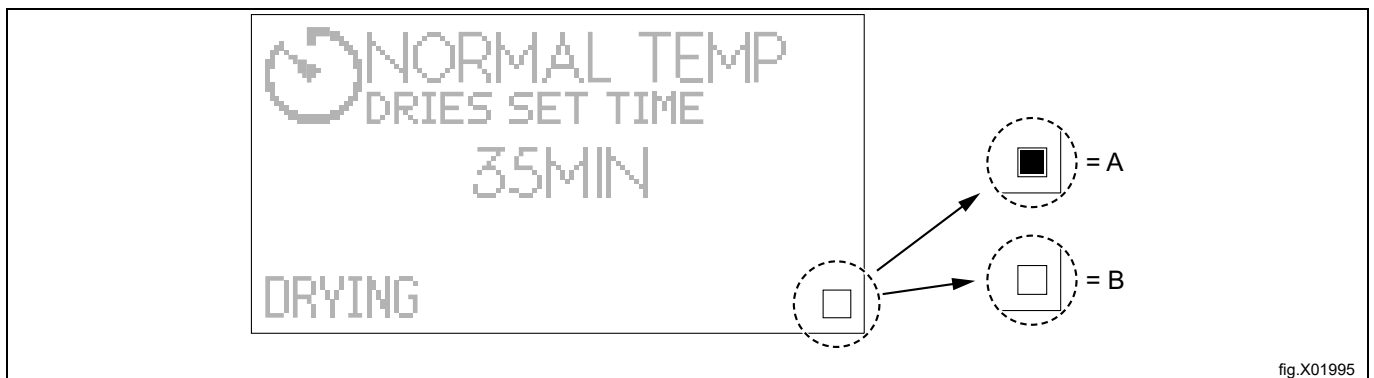 NORMAL TEMP
DRIES SET TIME
35MIN
DRYING
= A
= B
fig.X01995